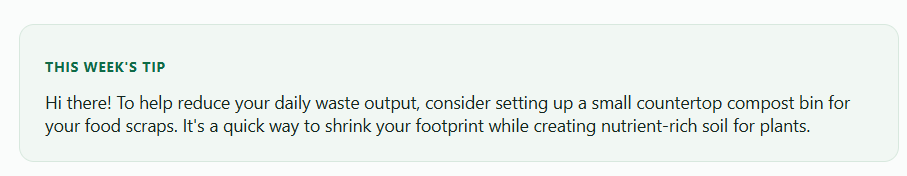 THIS WEEK'S TIP
Hi there! To help reduce your daily waste output, consider setting up a small countertop compost bin for
your food scraps. It's a quick way to shrink your footprint while creating nutrient-rich soil for plants.